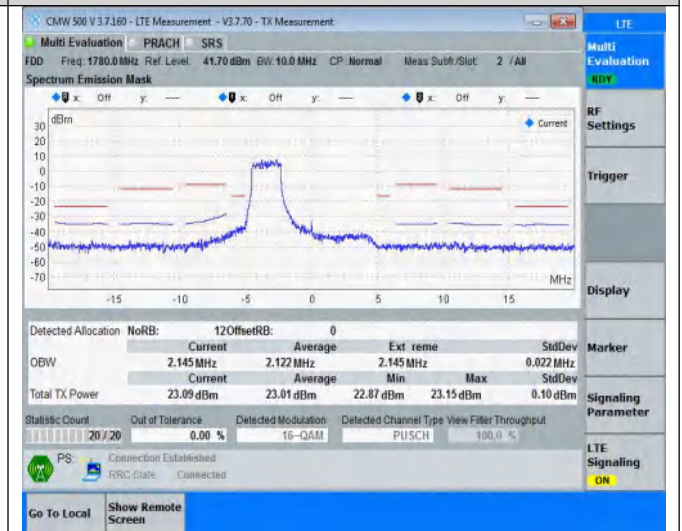 CMW 500 V 3.7.160 - LTE Measurement - V3.7.70 - TX Measurement
LTE
Multi Evaluation PRACH SRS
Multi Evaluation
RDY
FDD Freq.: 1780.0 MHz Ref. Level: 41.70 dBm BW: 10.0 MHz CP: Normal Meas Subfr./Slot: 2 / All
Spectrum Emission Mask
x: Off y: --- x: Off y: --- x: Off y: ---
RF Settings
dBm
Current
30
20
10
0
-10
-20
-30
-40
-50
-60
-70
MHz
-15 -10 -5 0 5 10 15
Trigger
Display
Marker
Signaling Parameter
LTE Signaling
ON
Detected Allocation NoRB: 12 OffsetRB: 0
Current Average Ext reme StdDev
OBW 2.145 MHz 2.122 MHz 2.145 MHz 0.022 MHz
Current Average Min Max StdDev
Total TX Power 23.09 dBm 23.01 dBm 22.87 dBm 23.15 dBm 0.10 dBm
Statistic Count Out of Tolerance Detected Modulation Detected Channel Type View Filter Throughput
20 / 20 0.00 % 16-QAM PUSCH 100.0 %
PS: Connection Established
RRC State: Connected
Go To Local
Show Remote Screen